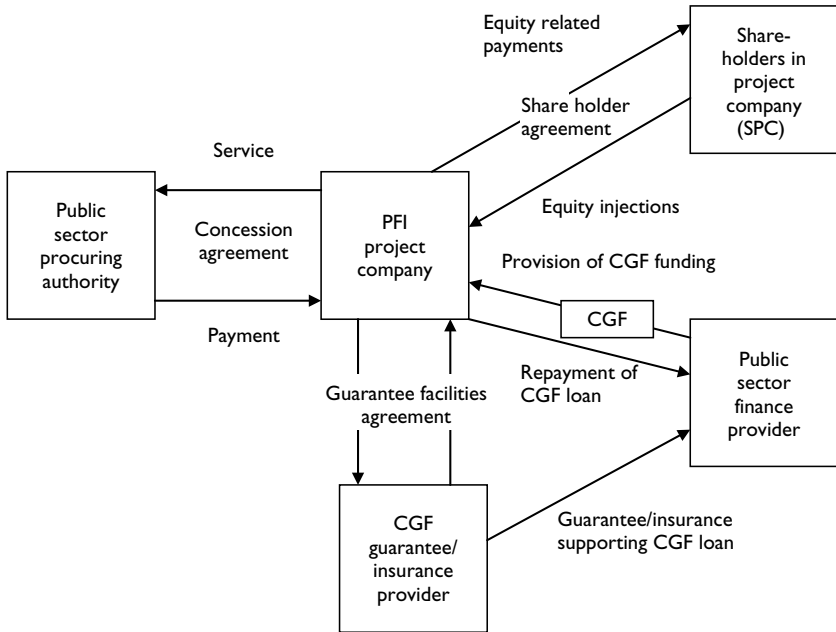 Equity related
payments
Share-
holders in
project
company
(SPC)
Share holder
agreement
Service
Public
sector
procuring
authority
Concession
agreement
PFI
project
company
Equity injections
Provision of CGF funding
Payment
CGF
Guarantee facilities
agreement
Repayment of
CGF loan
Public
sector
finance
provider
CGF
guarantee/
insurance
provider
Guarantee/insurance
supporting CGF loan